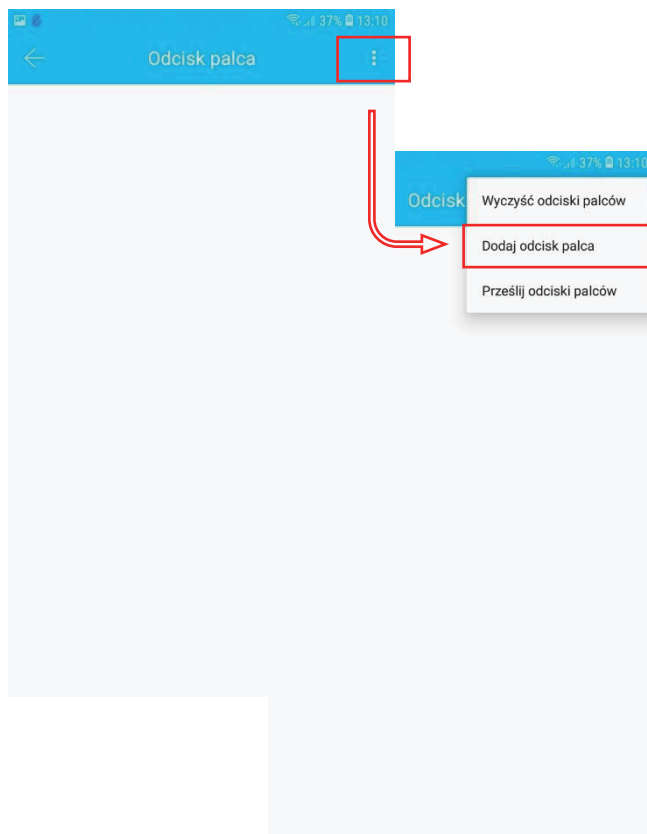 37% 13:10
Odcisk palca
37% 13:10
Odcisk
Wyczyść odciski palców
Dodaj odcisk palca
Prześlij odciski palców